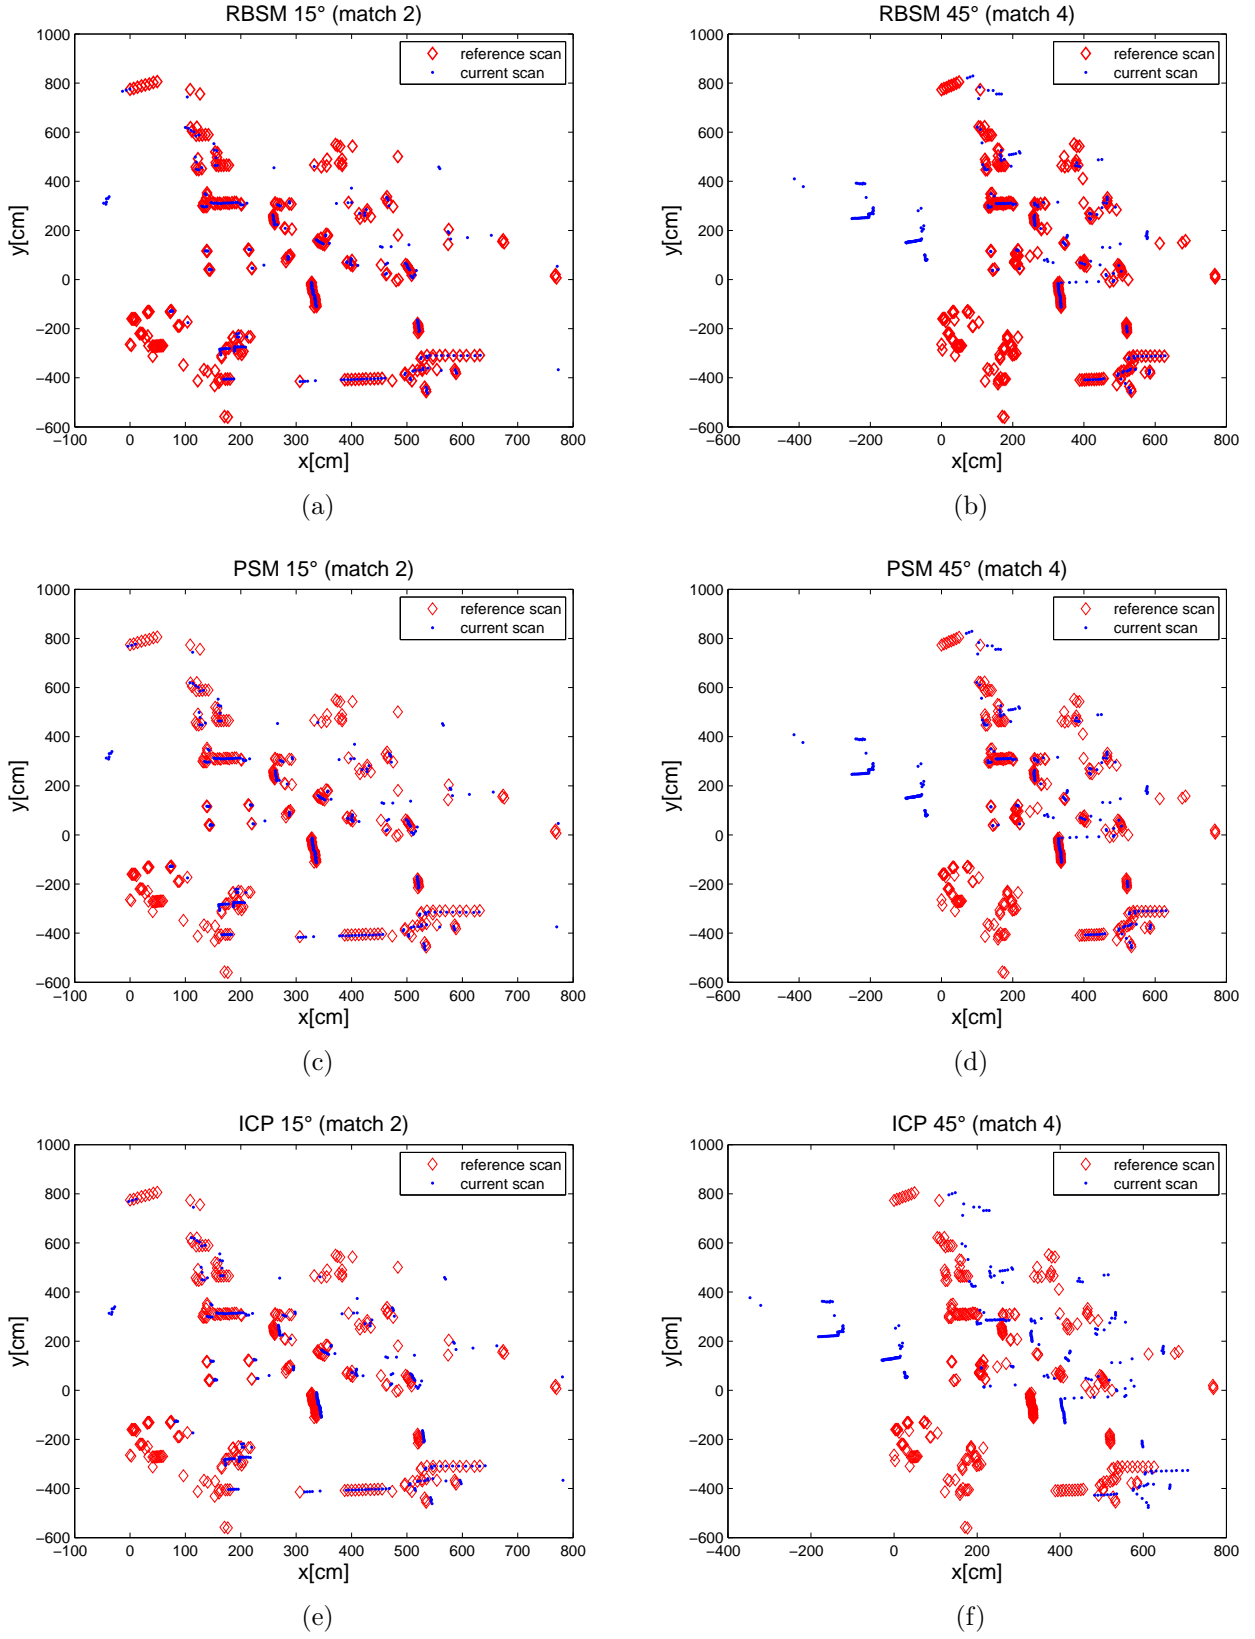 RBSM 15° (match 2)
reference scan
current scan
1000
800
600
400
200
0
−200
−400
−600
y[cm]
−100 0 100 200 300 400 500 600 700 800
x[cm]
(a)
RBSM 45° (match 4)
reference scan
current scan
1000
800
600
400
200
0
−200
−400
−600
y[cm]
−600 −400 −200 0 200 400 600 800
x[cm]
(b)
PSM 15° (match 2)
reference scan
current scan
1000
800
600
400
200
0
−200
−400
−600
y[cm]
−100 0 100 200 300 400 500 600 700 800
x[cm]
(c)
PSM 45° (match 4)
reference scan
current scan
1000
800
600
400
200
0
−200
−400
−600
y[cm]
−600 −400 −200 0 200 400 600 800
x[cm]
(d)
ICP 15° (match 2)
reference scan
current scan
1000
800
600
400
200
0
−200
−400
−600
y[cm]
−100 0 100 200 300 400 500 600 700 800
x[cm]
(e)
ICP 45° (match 4)
reference scan
current scan
1000
800
600
400
200
0
−200
−400
−600
y[cm]
−400 −200 0 200 400 600 800
x[cm]
(f)